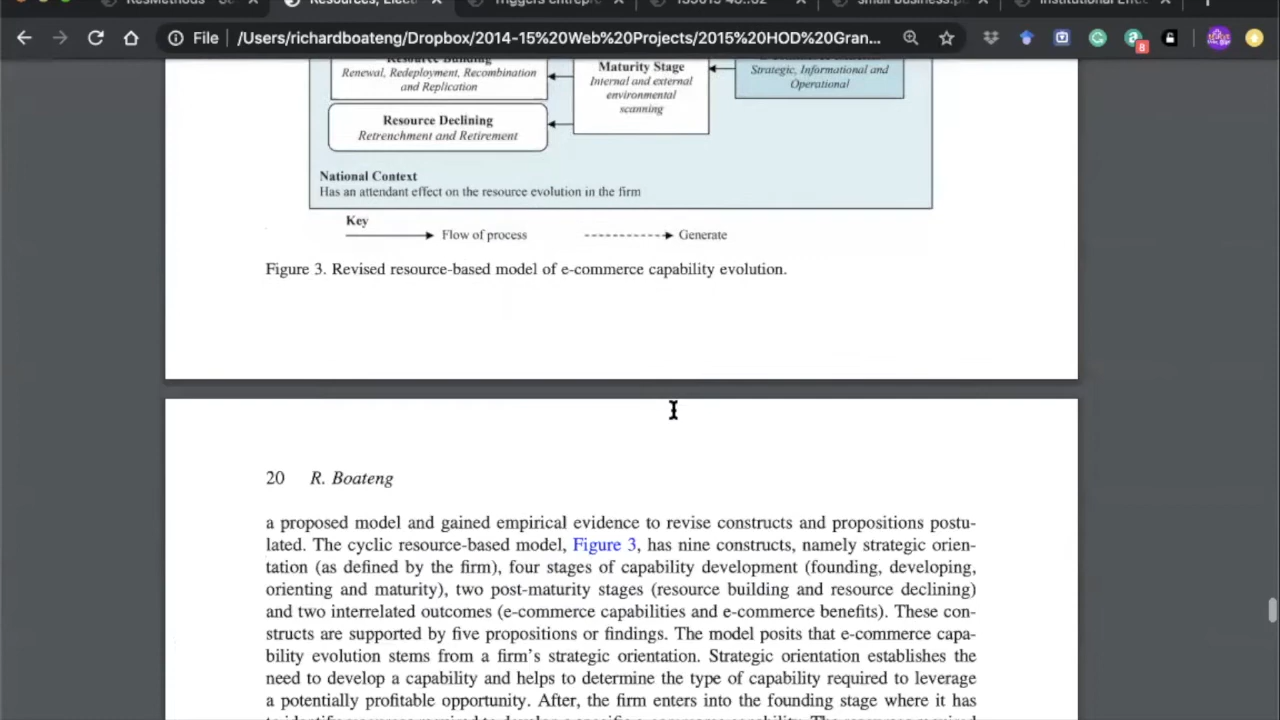 Resources, Elect
Triggers entrepr
small business.p
Institutional Effe
File
/Users/richardboateng/Dropbox/2014-15%20Web%20Projects/2015%20HOD%20Gran...
8
Resource Building
Renewal, Redeployment, Recombination
and Replication
Maturity Stage
Internal and external
environmental
scanning
Strategic, Informational and
Operational
Resource Declining
Retrenchment and Retirement
National Context
Has an attendant effect on the resource evolution in the firm
Key
Flow of process
Generate
Figure 3. Revised resource-based model of e-commerce capability evolution.
20 R. Boateng
a proposed model and gained empirical evidence to revise constructs and propositions postu-
lated. The cyclic resource-based model, Figure 3, has nine constructs, namely strategic orien-
tation (as defined by the firm), four stages of capability development (founding, developing,
orienting and maturity), two post-maturity stages (resource building and resource declining)
and two interrelated outcomes (e-commerce capabilities and e-commerce benefits). These con-
structs are supported by five propositions or findings. The model posits that e-commerce capa-
bility evolution stems from a firm's strategic orientation. Strategic orientation establishes the
need to develop a capability and helps to determine the type of capability required to leverage
a potentially profitable opportunity. After, the firm enters into the founding stage where it has